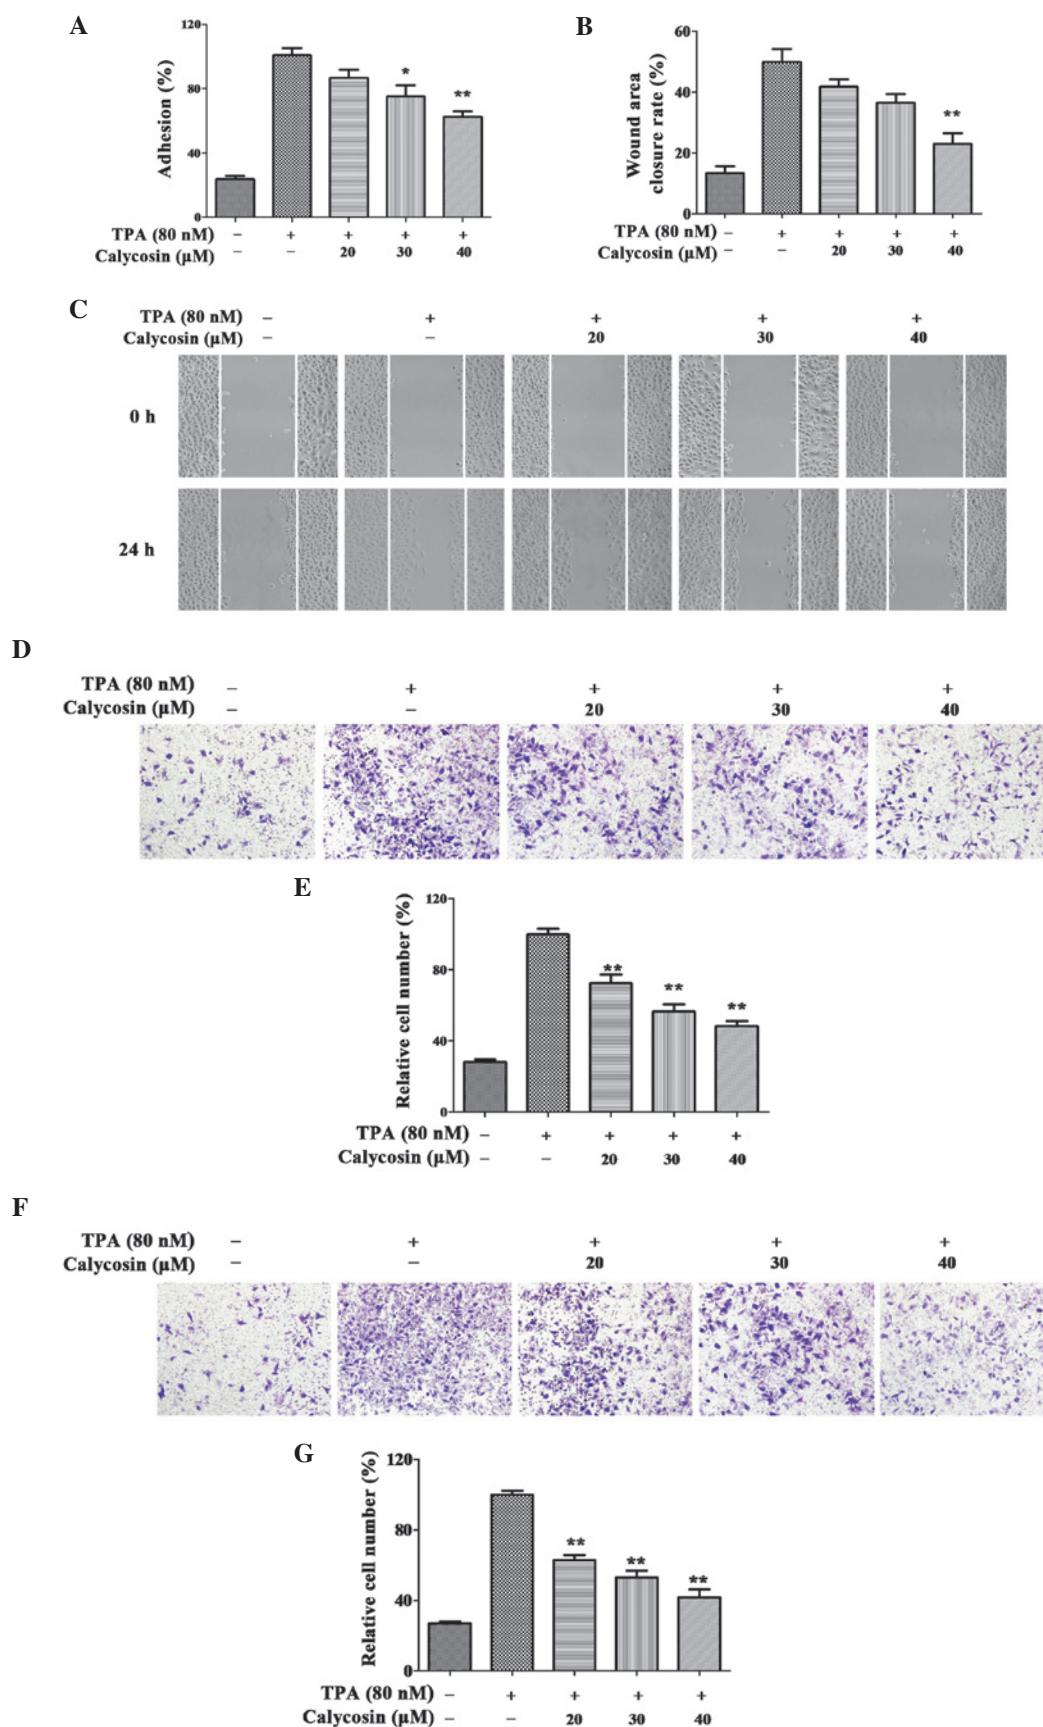 A
B
120
80
40
0
Adhesion (%)
*
**
TPA (80 nM) – + + + +
Calycosin (µM) – – 20 30 40
60
40
20
0
Wound area
closure rate (%)
**
TPA (80 nM) – + + + +
Calycosin (µM) – – 20 30 40
C
TPA (80 nM) – + + + +
Calycosin (µM) – – 20 30 40
0 h
24 h
D
TPA (80 nM) – + + + +
Calycosin (µM) – – 20 30 40
E
120
80
40
0
Relative cell number (%)
** ** **
TPA (80 nM) – + + + +
Calycosin (µM) – – 20 30 40
F
TPA (80 nM) – + + + +
Calycosin (µM) – – 20 30 40
G
120
80
40
0
Relative cell number (%)
** ** **
TPA (80 nM) – + + + +
Calycosin (µM) – – 20 30 40